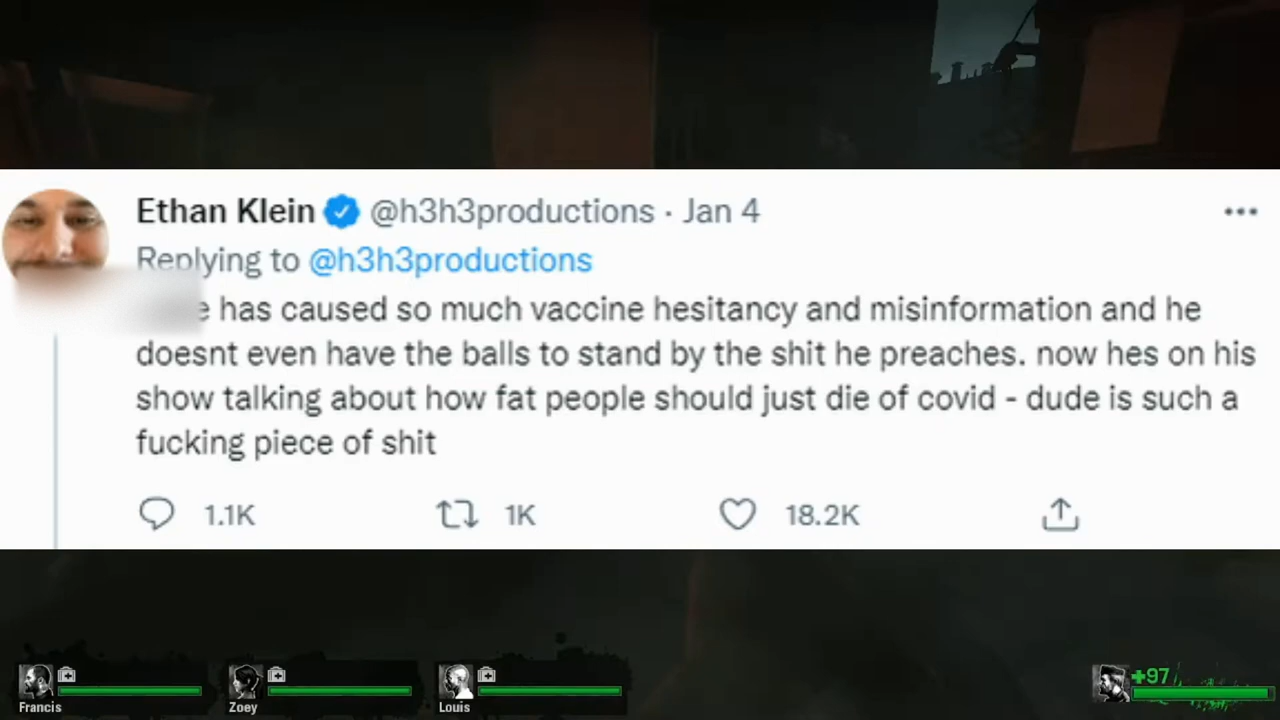 Ethan Klein @h3h3productions · Jan 4
Replying to @h3h3productions
has caused so much vaccine hesitancy and misinformation and he
doesnt even have the balls to stand by the shit he preaches. now hes on his
show talking about how fat people should just die of covid - dude is such a
fucking piece of shit
1.1K 1K 18.2K
Francis Zoey Louis +97